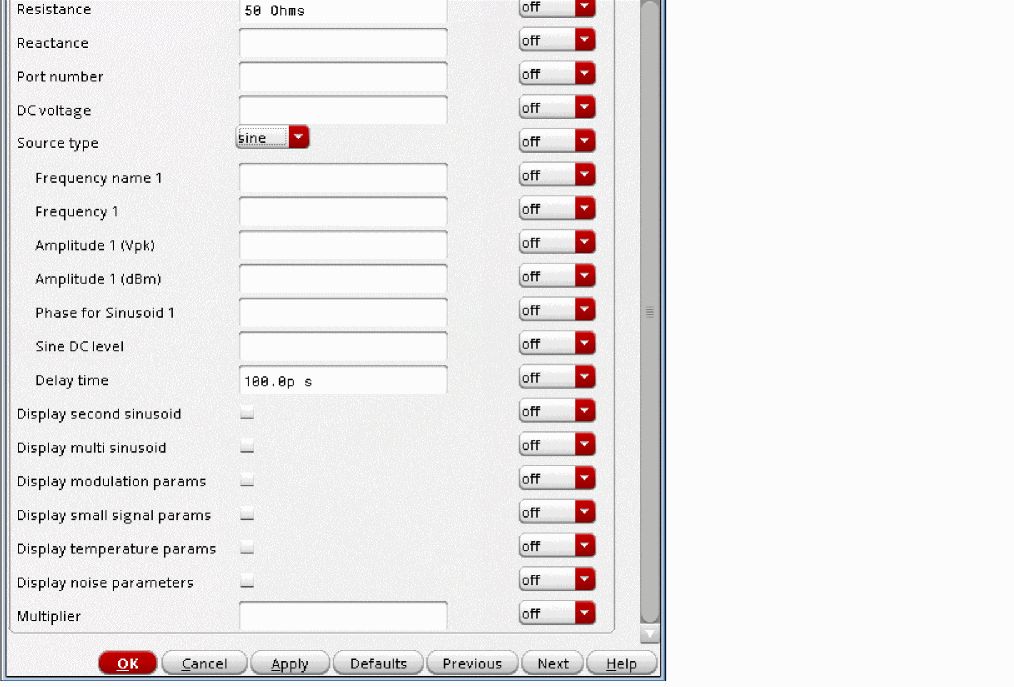 Resistance 50 Ohms off
Reactance off
Port number off
DC voltage off
Source type sine off
Frequency name 1 off
Frequency 1 off
Amplitude 1 (Vpk) off
Amplitude 1 (dBm) off
Phase for Sinusoid 1 off
Sine DC level off
Delay time 100.0p s off
Display second sinusoid off
Display multi sinusoid off
Display modulation params off
Display small signal params off
Display temperature params off
Display noise parameters off
Multiplier off
OK Cancel Apply Defaults Previous Next Help